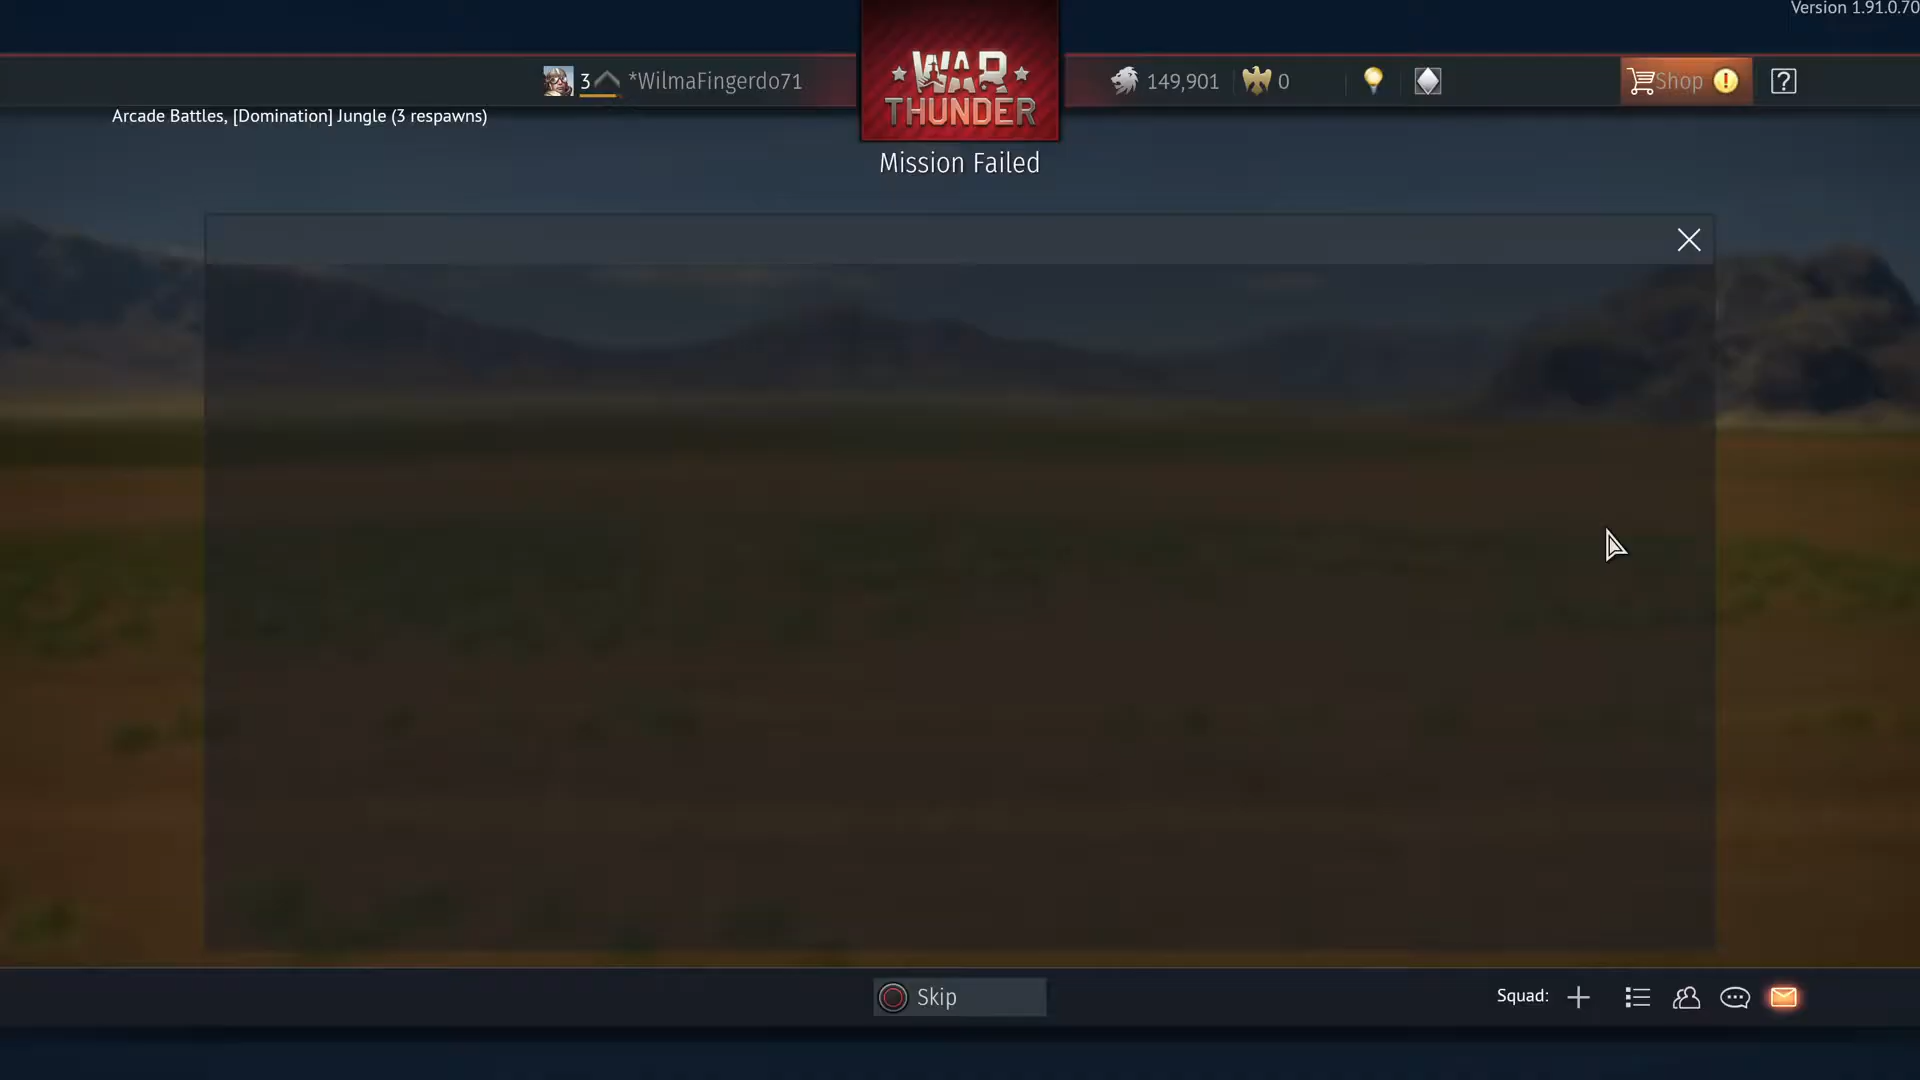 Version 1.91.0.70
3 *WilmaFingerdo71
WAR
THUNDER
149,901
0
Shop
Arcade Battles, [Domination] Jungle (3 respawns)
Mission Failed
Skip
Squad: